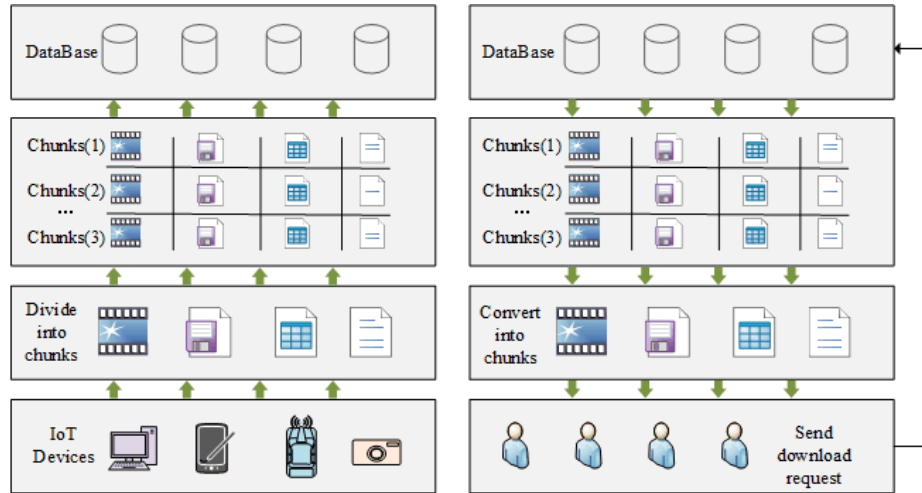 DataBase
Chunks(1)
Chunks(2)
...
Chunks(3)
Divide
into
chunks
IoT
Devices
DataBase
Chunks(1)
Chunks(2)
...
Chunks(3)
Convert
into
chunks
Send
download
request